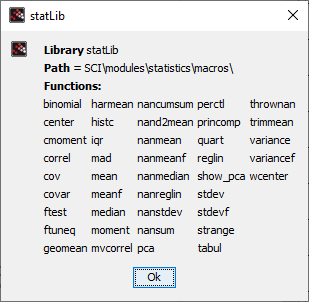 statLib
Library statLib
Path = SCI\modules\statistics\macros\
Functions:
binomial harmean nancumsum perctl thrownan
center histc nand2mean princomp trimmean
cmoment iqr nanmean quart variance
correl mad nanmeanf reglin variancef
cov mean nanmedian show_pca wcenter
covar meanf nanreglin stdev
ftest median nanstdev stdevf
ftuneq moment nansum strange
geomean mvcorrel pca tabul
Ok